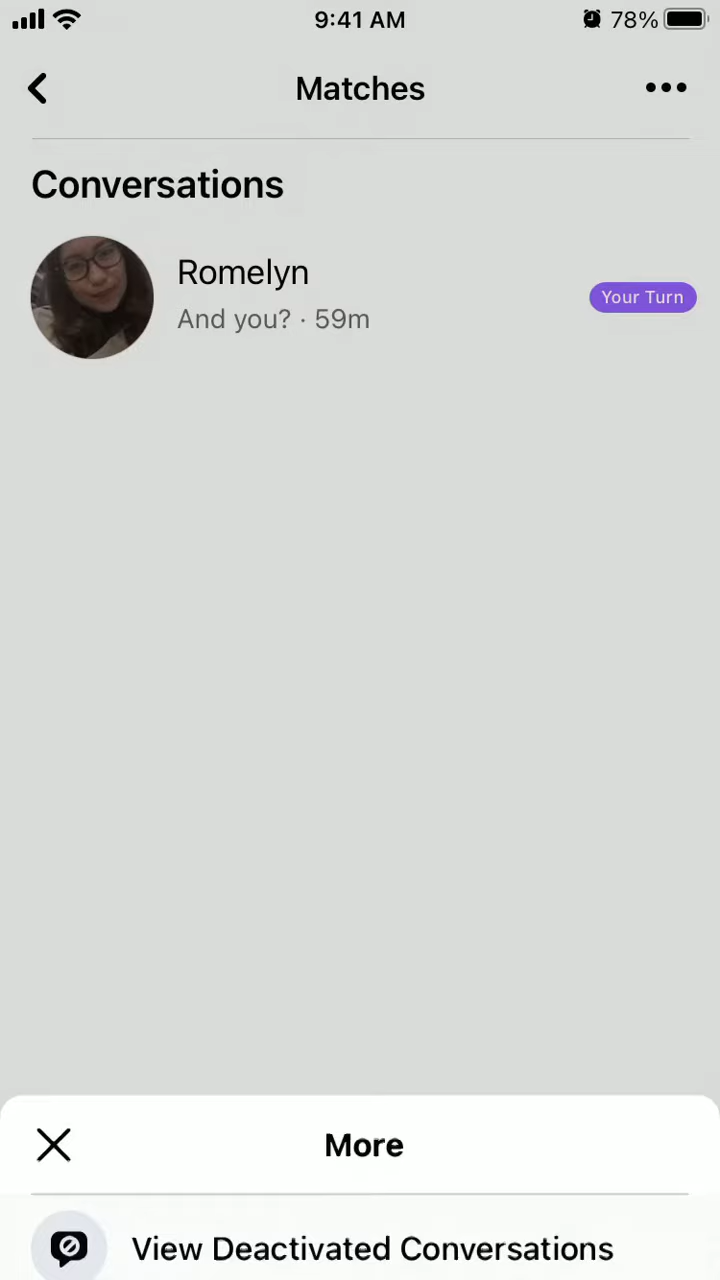 9:41 AM
78%
Matches
Conversations
Romelyn
And you? · 59m
Your Turn
More
View Deactivated Conversations